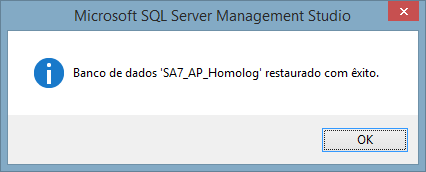 Microsoft SQL Server Management Studio
Banco de dados 'SA7_AP_Homolog' restaurado com êxito.
OK